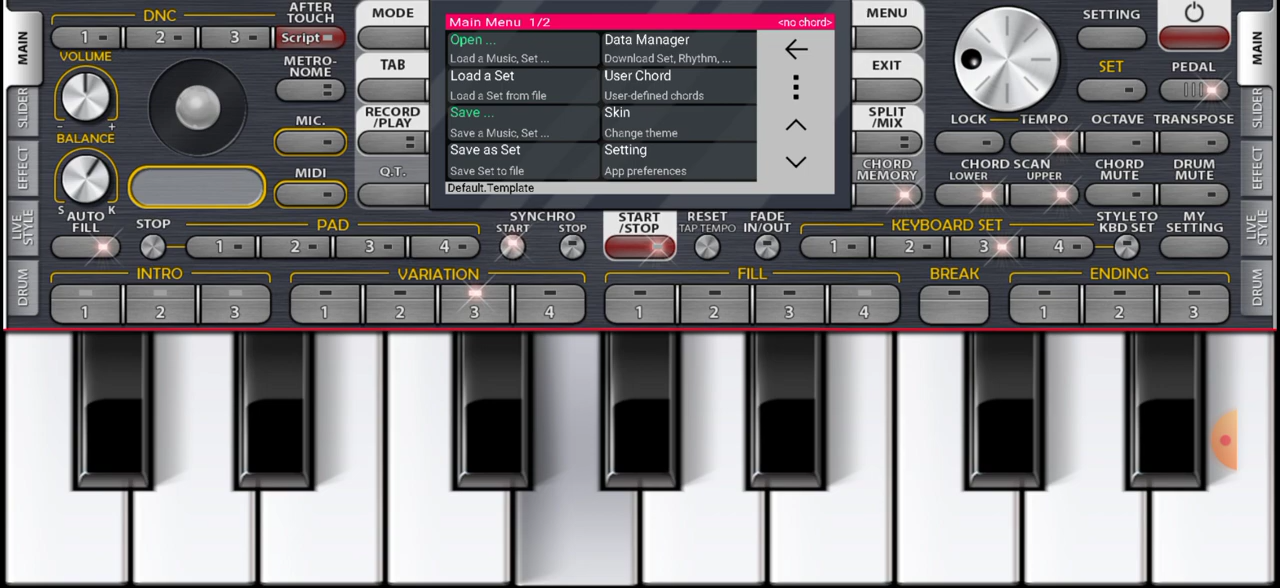 DNC
AFTER
TOUCH
1 2 3 Script
VOLUME
- +
BALANCE
S K
METRO-
NOME
MIC.
MIDI
MAIN
SLIDER
EFFECT
LIVE
STYLE
DRUM
MODE
TAB
RECORD
/PLAY
Q.T.
Main Menu 1/2 <no chord>
Open ...
Load a Music, Set ...
Data Manager
Download Set, Rhythm, ...
Load a Set
Load a Set from file
User Chord
User-defined chords
Save ...
Save a Music, Set ...
Skin
Change theme
Save as Set
Save Set to file
Setting
App preferences
Default.Template
MENU
EXIT
SPLIT
/MIX
CHORD
MEMORY
SETTING
SET
PEDAL
LOCK TEMPO OCTAVE TRANSPOSE
CHORD SCAN
LOWER UPPER
CHORD
MUTE
DRUM
MUTE
MAIN
SLIDER
EFFECT
LIVE
STYLE
DRUM
AUTO
FILL
STOP
PAD
1 2 3 4
SYNCHRO
START STOP
START
/STOP
RESET
TAP TEMPO
FADE
IN/OUT
KEYBOARD SET
1 2 3 4
STYLE TO
KBD SET
MY
SETTING
INTRO
1 2 3
VARIATION
1 2 3 4
FILL
1 2 3 4
BREAK
ENDING
1 2 3